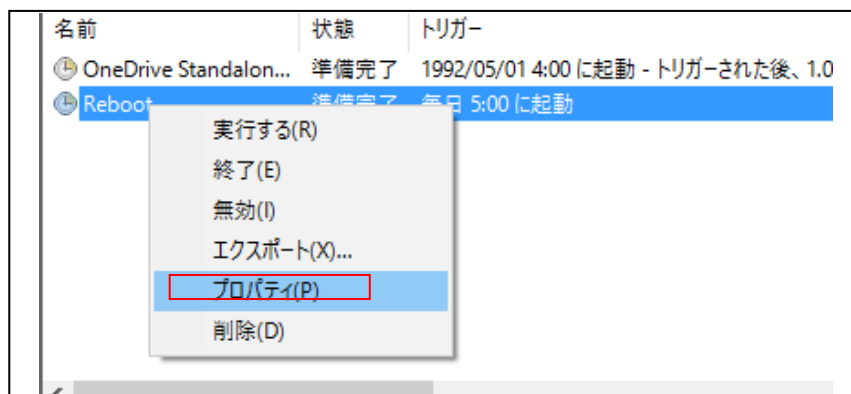 名前 状態 トリガー
OneDrive Standalon... 準備完了 1992/05/01 4:00 に起動 - トリガーされた後、1.0
Reboot 準備完了 毎日 5:00 に起動
実行する(R)
終了(E)
無効(I)
エクスポート(X)...
プロパティ(P)
削除(D)